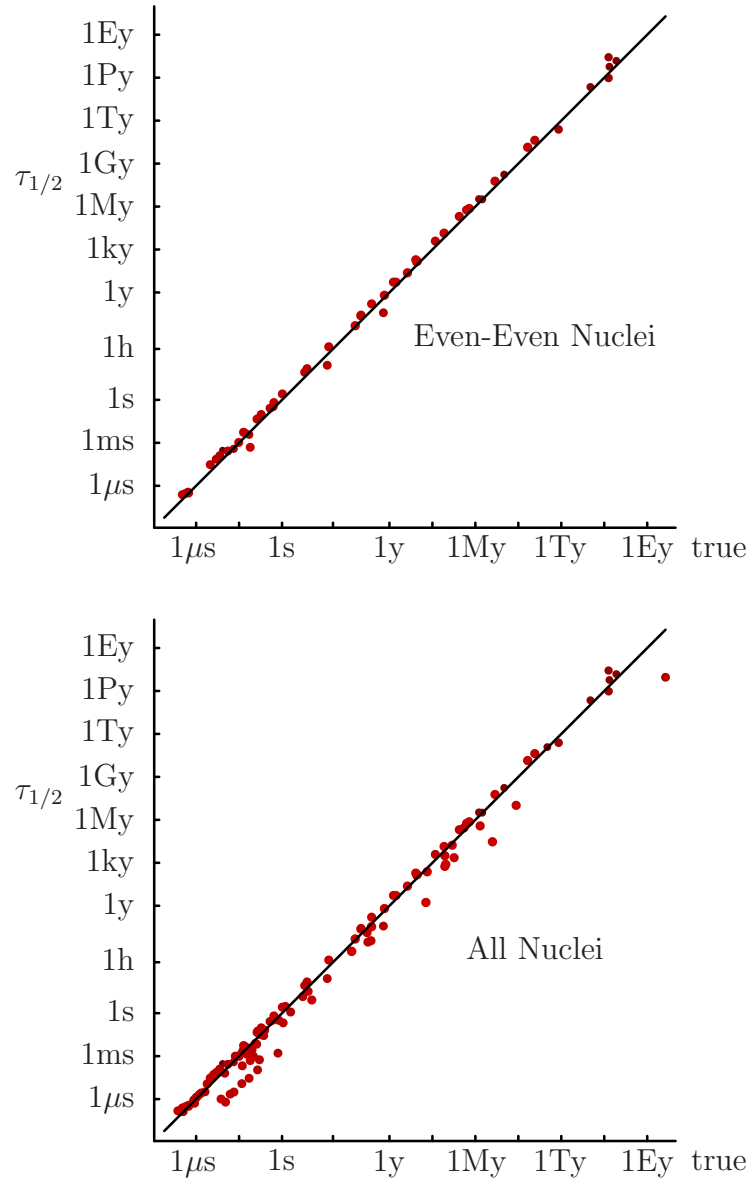 1Ey
1Py
1Ty
1Gy
τ1/2
1My
1ky
1y
Even-Even Nuclei
1h
1s
1ms
1μs
1μs 1s 1y 1My 1Ty 1Ey true
1Ey
1Py
1Ty
1Gy
τ1/2
1My
1ky
1y
All Nuclei
1h
1s
1ms
1μs
1μs 1s 1y 1My 1Ty 1Ey true